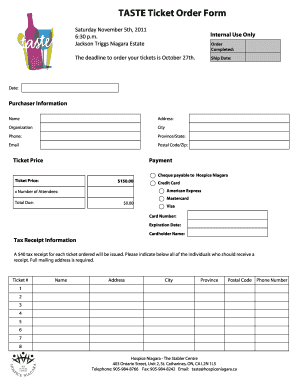 taste
TASTE Ticket Order Form
Saturday November 5th, 2011
6:30 p.m.
Jackson Triggs Niagara Estate
The deadline to order your tickets is October 27th.
Internal Use Only
Order Completed:
Ship Date:
Date:
Purchaser Information
Name
Address:
Organization
City
Phone:
Province/State:
Email
Postal Code/Zip:
Ticket Price
Payment
Ticket Price:
$150.00
x Number of Attendees:
Total Due:
$0.00
Cheque payable to Hospice Niagara
Credit Card
American Express
Mastercard
Visa
Card Number:
Expiration Date:
Cardholder Name:
Tax Receipt Information
A $40 tax receipt for each ticket ordered will be issued. Please indicate below all of the individuals who should receive a
receipt. Full mailing address is required.
Ticket # Name Address City Province Postal Code Phone Number
1
2
3
4
5
6
7
8
Hospice Niagara - The Stabler Centre
403 Ontario Street, Unit 2, St. Catharines, ON, CA L2N 1L5
Telephone: 905-984-8766 Fax: 905-984-8242 Email: taste@hospiceniagara.ca